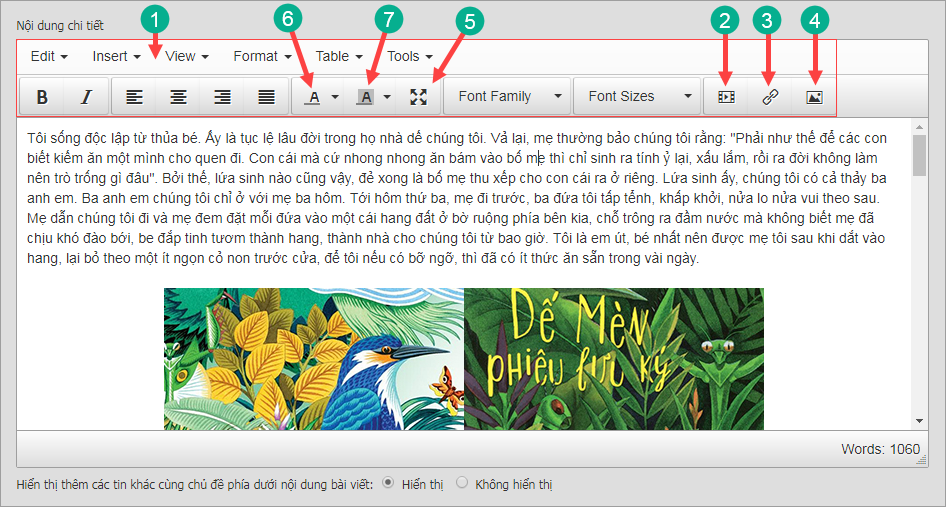 Nội dung chi tiết
1 6 7 5 2 3 4
Edit Insert View Format Table Tools
B I A A Font Family Font Sizes
Tôi sống độc lập từ thủa bé. Ấy là tục lệ lâu đời trong họ nhà dế chúng tôi. Vả lại, mẹ thường bảo chúng tôi rằng: "Phải như thế để các con
biết kiếm ăn một mình cho quen đi. Con cái mà cứ nhong nhong ăn bám vào bố mẹ thì chỉ sinh ra tính ỷ lại, xấu lắm, rồi ra đời không làm
nên trò trống gì đâu". Bởi thế, lứa sinh nào cũng vậy, đẻ xong là bố mẹ thu xếp cho con cái ra ở riêng. Lứa sinh ấy, chúng tôi có cả thảy ba
anh em. Ba anh em chúng tôi chỉ ở với mẹ ba hôm. Tới hôm thứ ba, mẹ đi trước, ba đứa tôi tấp tểnh, khấp khởi, nửa lo nửa vui theo sau.
Mẹ dẫn chúng tôi đi và mẹ đem đặt mỗi đứa vào một cái hang đất ở bờ ruộng phía bên kia, chỗ trông ra đầm nước mà không biết mẹ đã
chịu khó đào bới, be đắp tinh tươm thành hang, thành nhà cho chúng tôi từ bao giờ. Tôi là em út, bé nhất nên được mẹ tôi sau khi dắt vào
hang, lại bỏ theo một ít ngọn cỏ non trước cửa, để tôi nếu có bỡ ngỡ, thì đã có ít thức ăn sẵn trong vài ngày.
Dế Mèn
phiêu lưu ký
Words: 1060
Hiển thị thêm các tin khác cùng chủ đề phía dưới nội dung bài viết: Hiển thị Không hiển thị